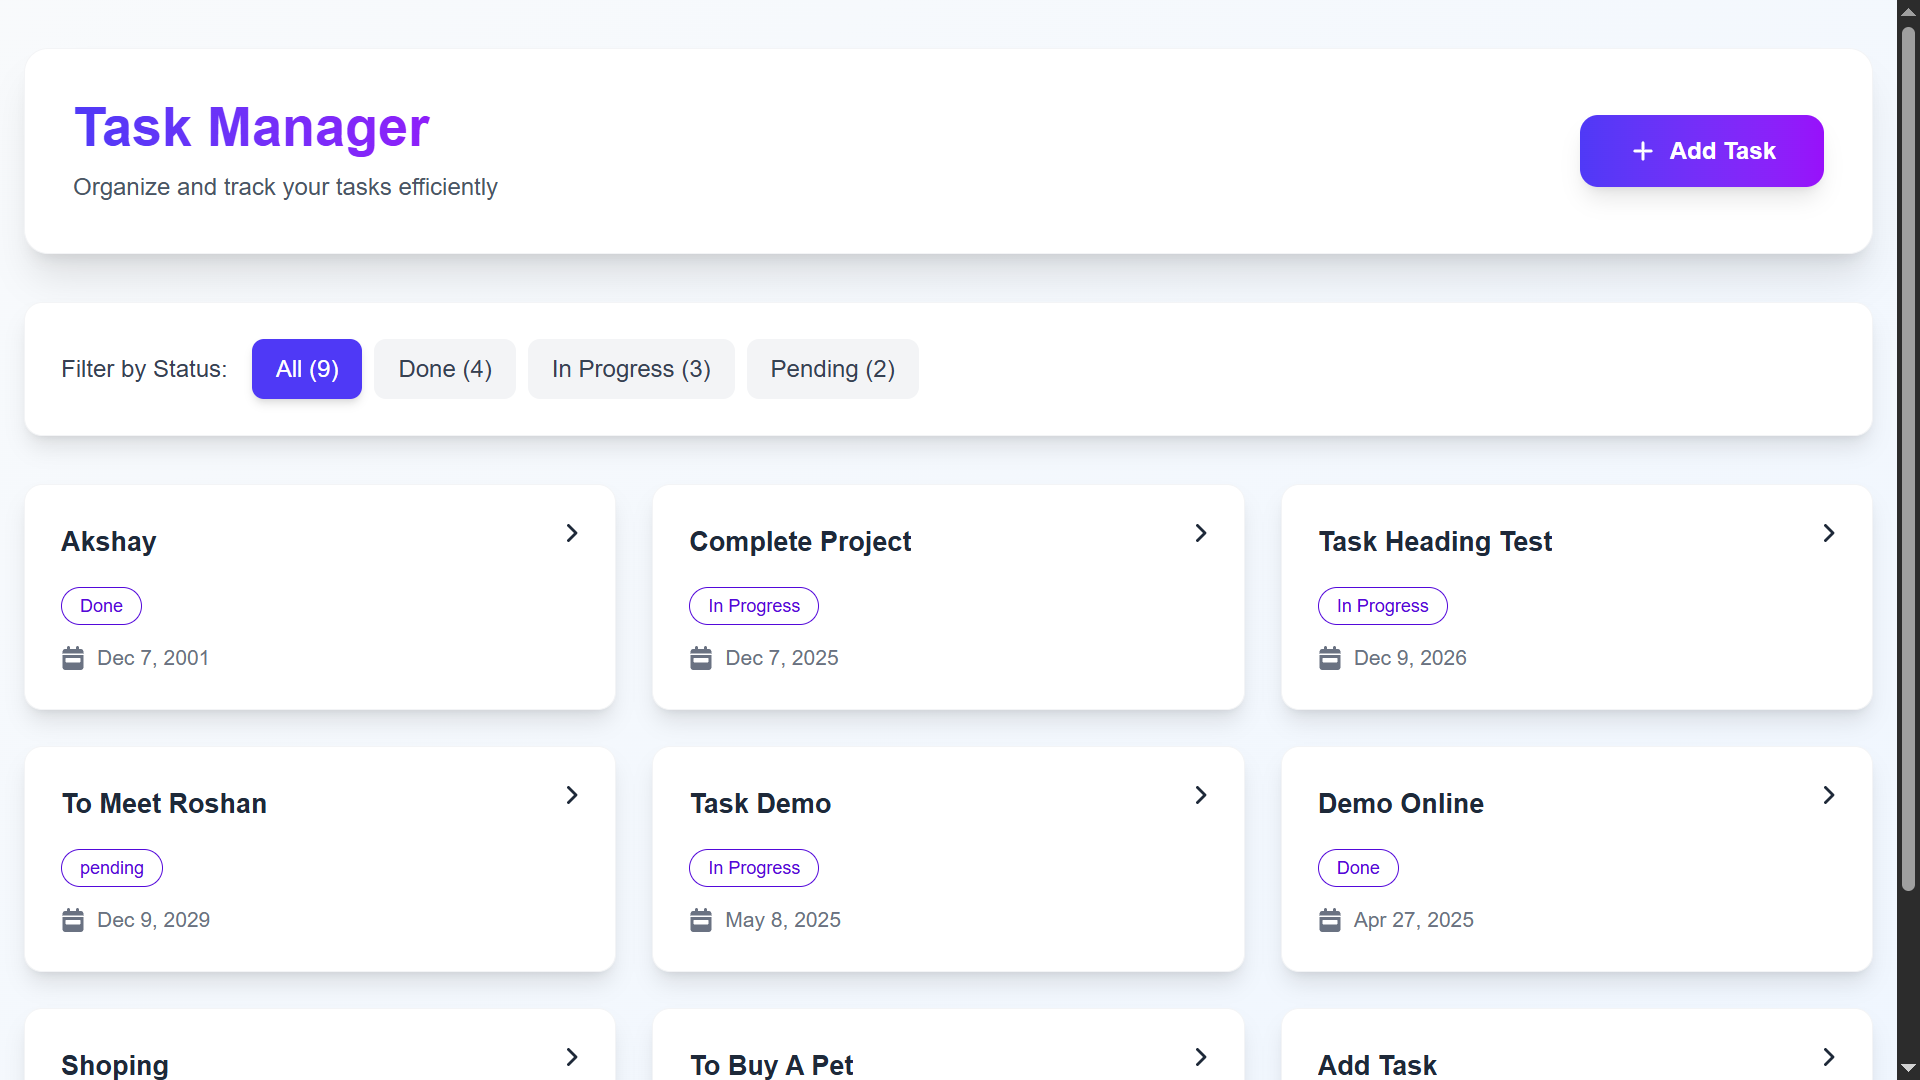 Task Manager
Organize and track your tasks efficiently
Add Task
Filter by Status:
All (9)
Done (4)
In Progress (3)
Pending (2)
Akshay
Done
Dec 7, 2001
Complete Project
In Progress
Dec 7, 2025
Task Heading Test
In Progress
Dec 9, 2026
To Meet Roshan
pending
Dec 9, 2029
Task Demo
In Progress
May 8, 2025
Demo Online
Done
Apr 27, 2025
Shoping
To Buy A Pet
Add Task